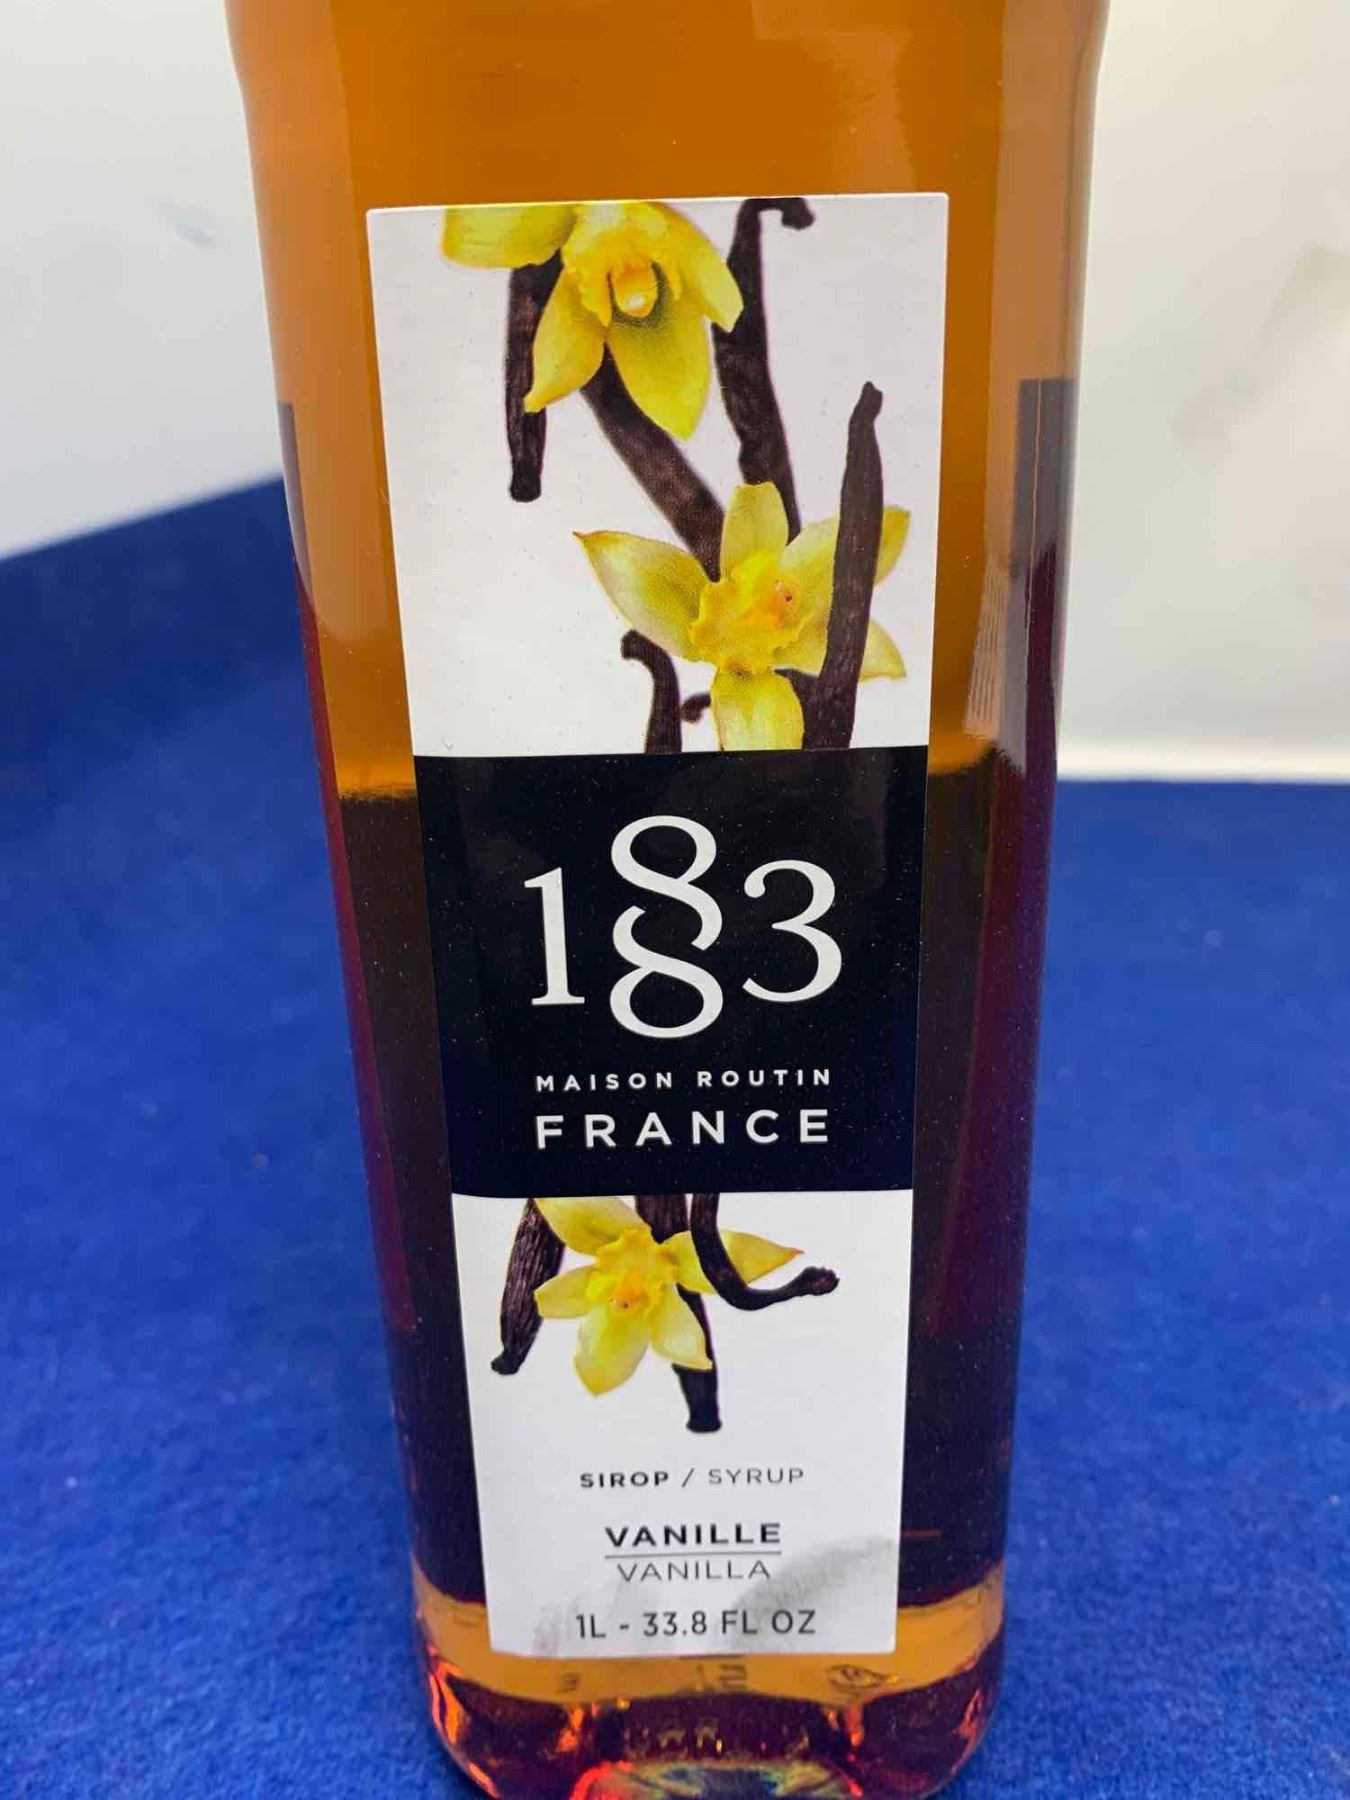 1883
MAISON ROUTIN
FRANCE
SIROP / SYRUP
VANILLE
VANILLA
1L - 33.8 FL OZ